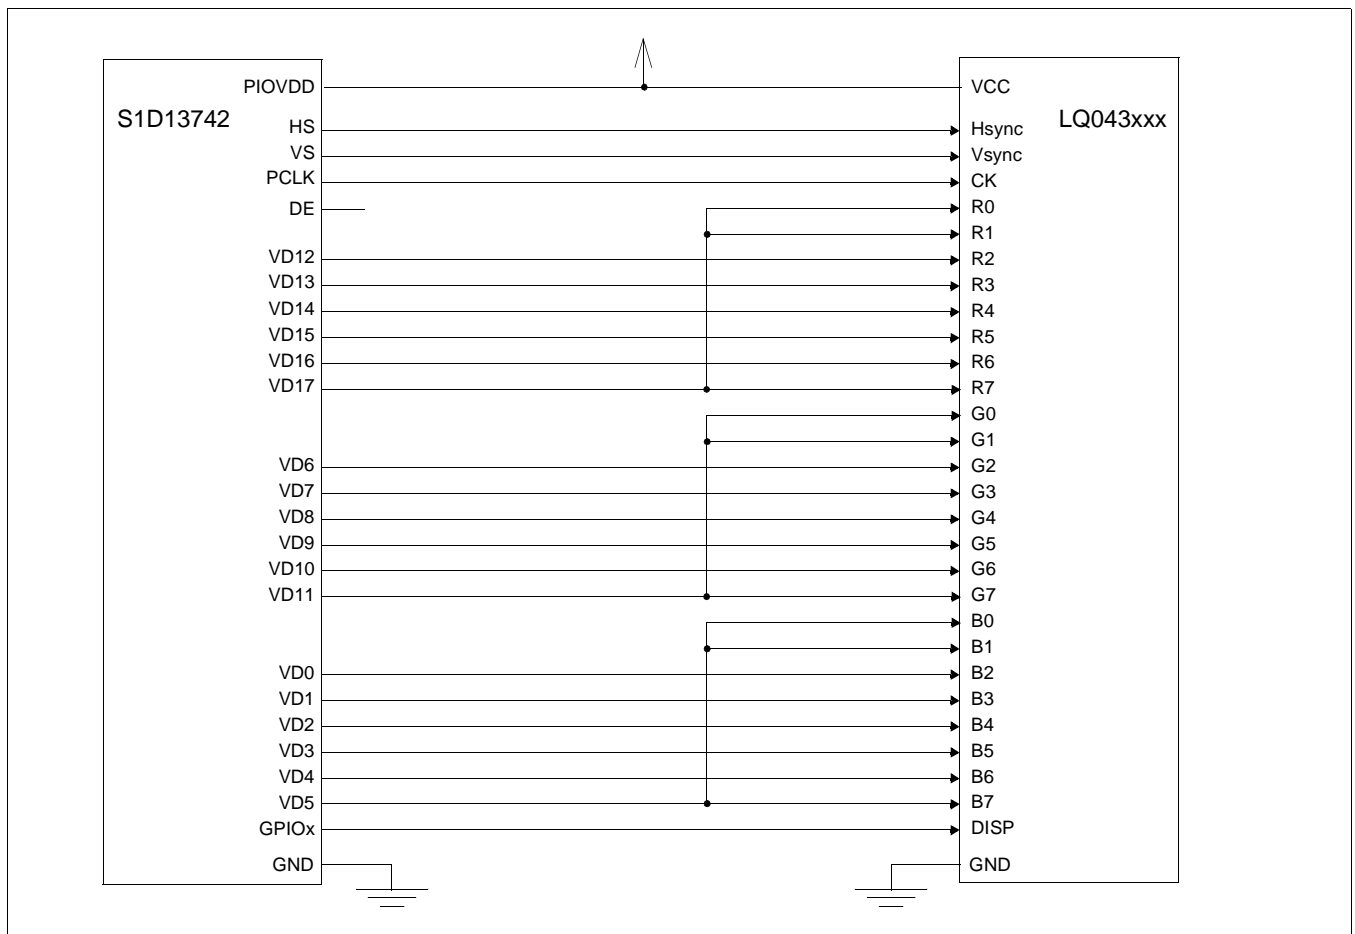 PIOVDD
VCC
S1D13742
LQ043xxx
HS
Hsync
VS
Vsync
PCLK
CK
DE
R0
R1
VD12
R2
VD13
R3
VD14
R4
VD15
R5
VD16
R6
VD17
R7
G0
G1
VD6
G2
VD7
G3
VD8
G4
VD9
G5
VD10
G6
VD11
G7
B0
B1
VD0
B2
VD1
B3
VD2
B4
VD3
B5
VD4
B6
VD5
B7
GPIOx
DISP
GND
GND